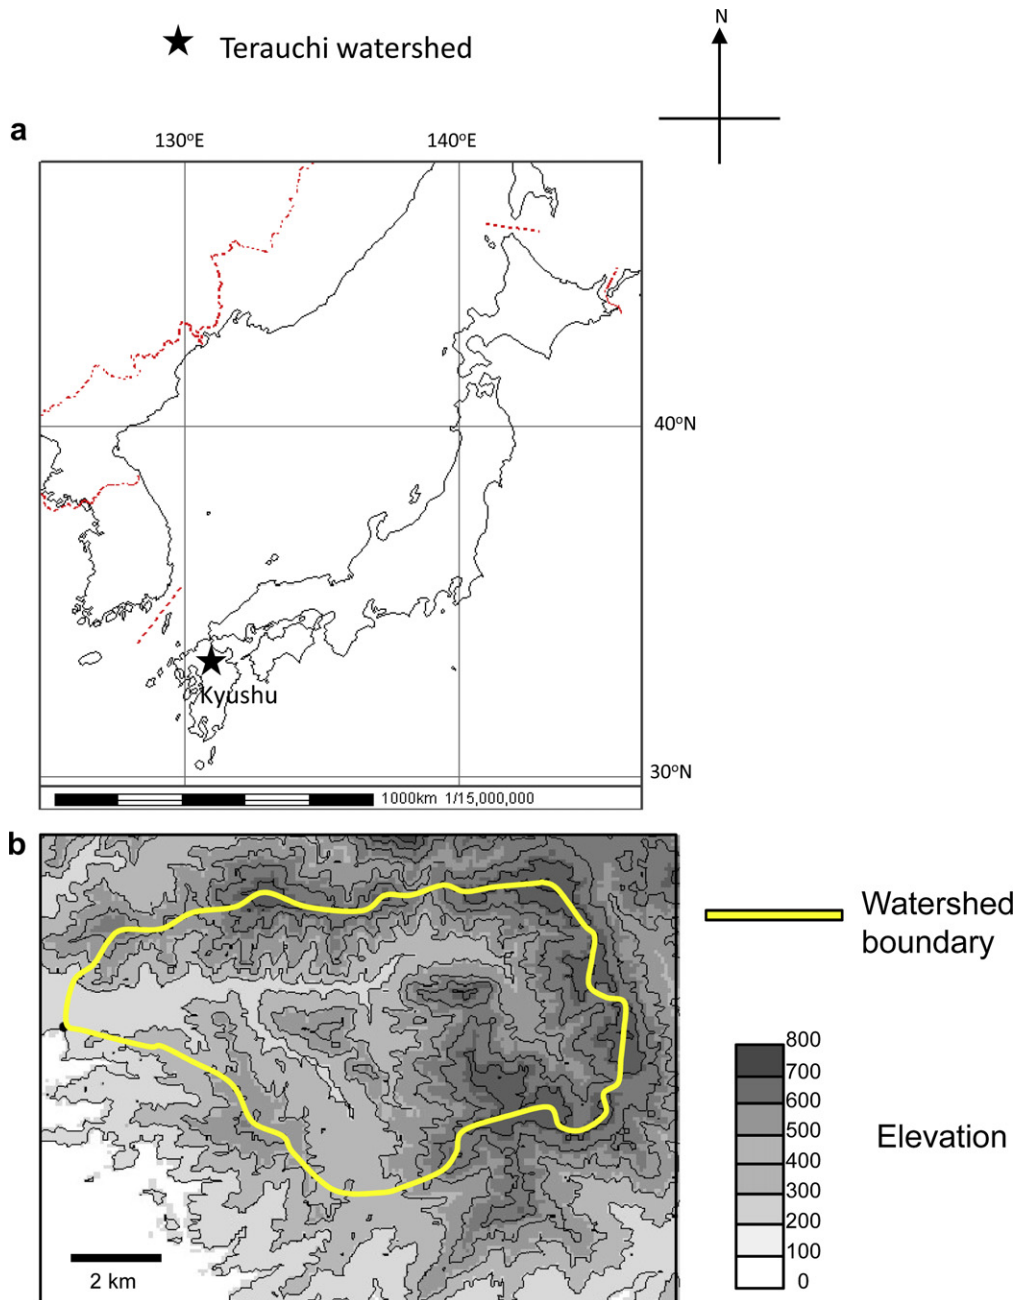 N
Terauchi watershed
a
130°E
140°E
40°N
Kyushu
30°N
1000km 1/15,000,000
b
Watershed
boundary
800
700
600
500
400
300
200
100
0
Elevation
2 km